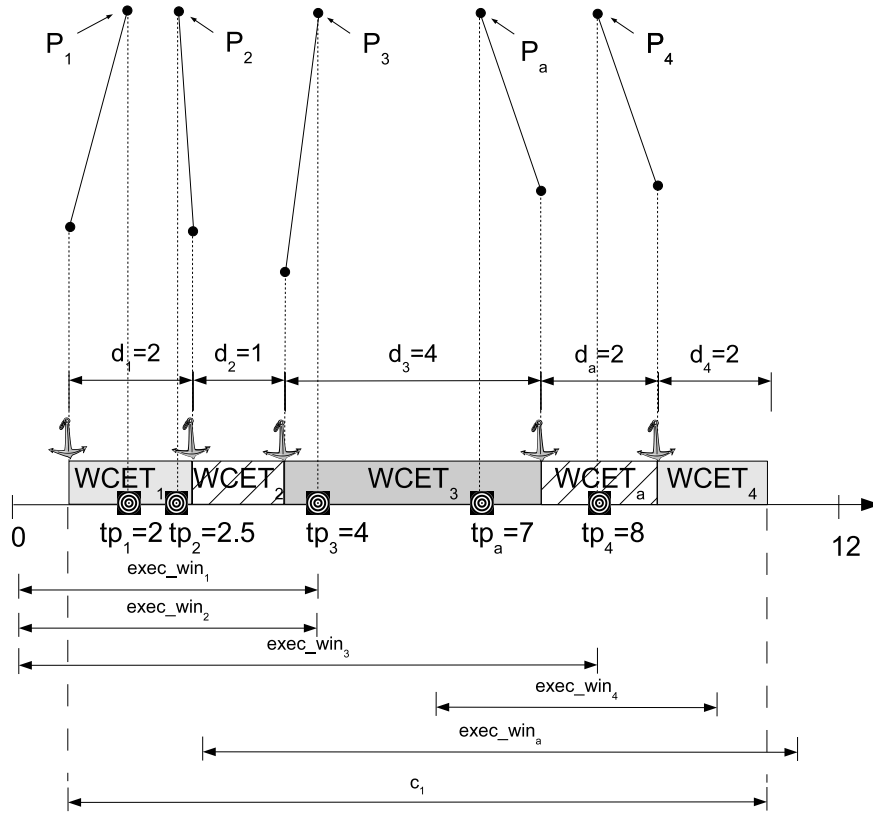 P₁ P₂ P₃ Pₐ P₄
d₁=2 d₂=1 d₃=4 dₐ=2 d₄=2
WCET₁ WCET₂ WCET₃ WCETₐ WCET₄
tp₁=2 tp₂=2.5 tp₃=4 tpₐ=7 tp₄=8
0 12
exec_win₁
exec_win₂
exec_win₃
exec_win₄
exec_winₐ
c₁